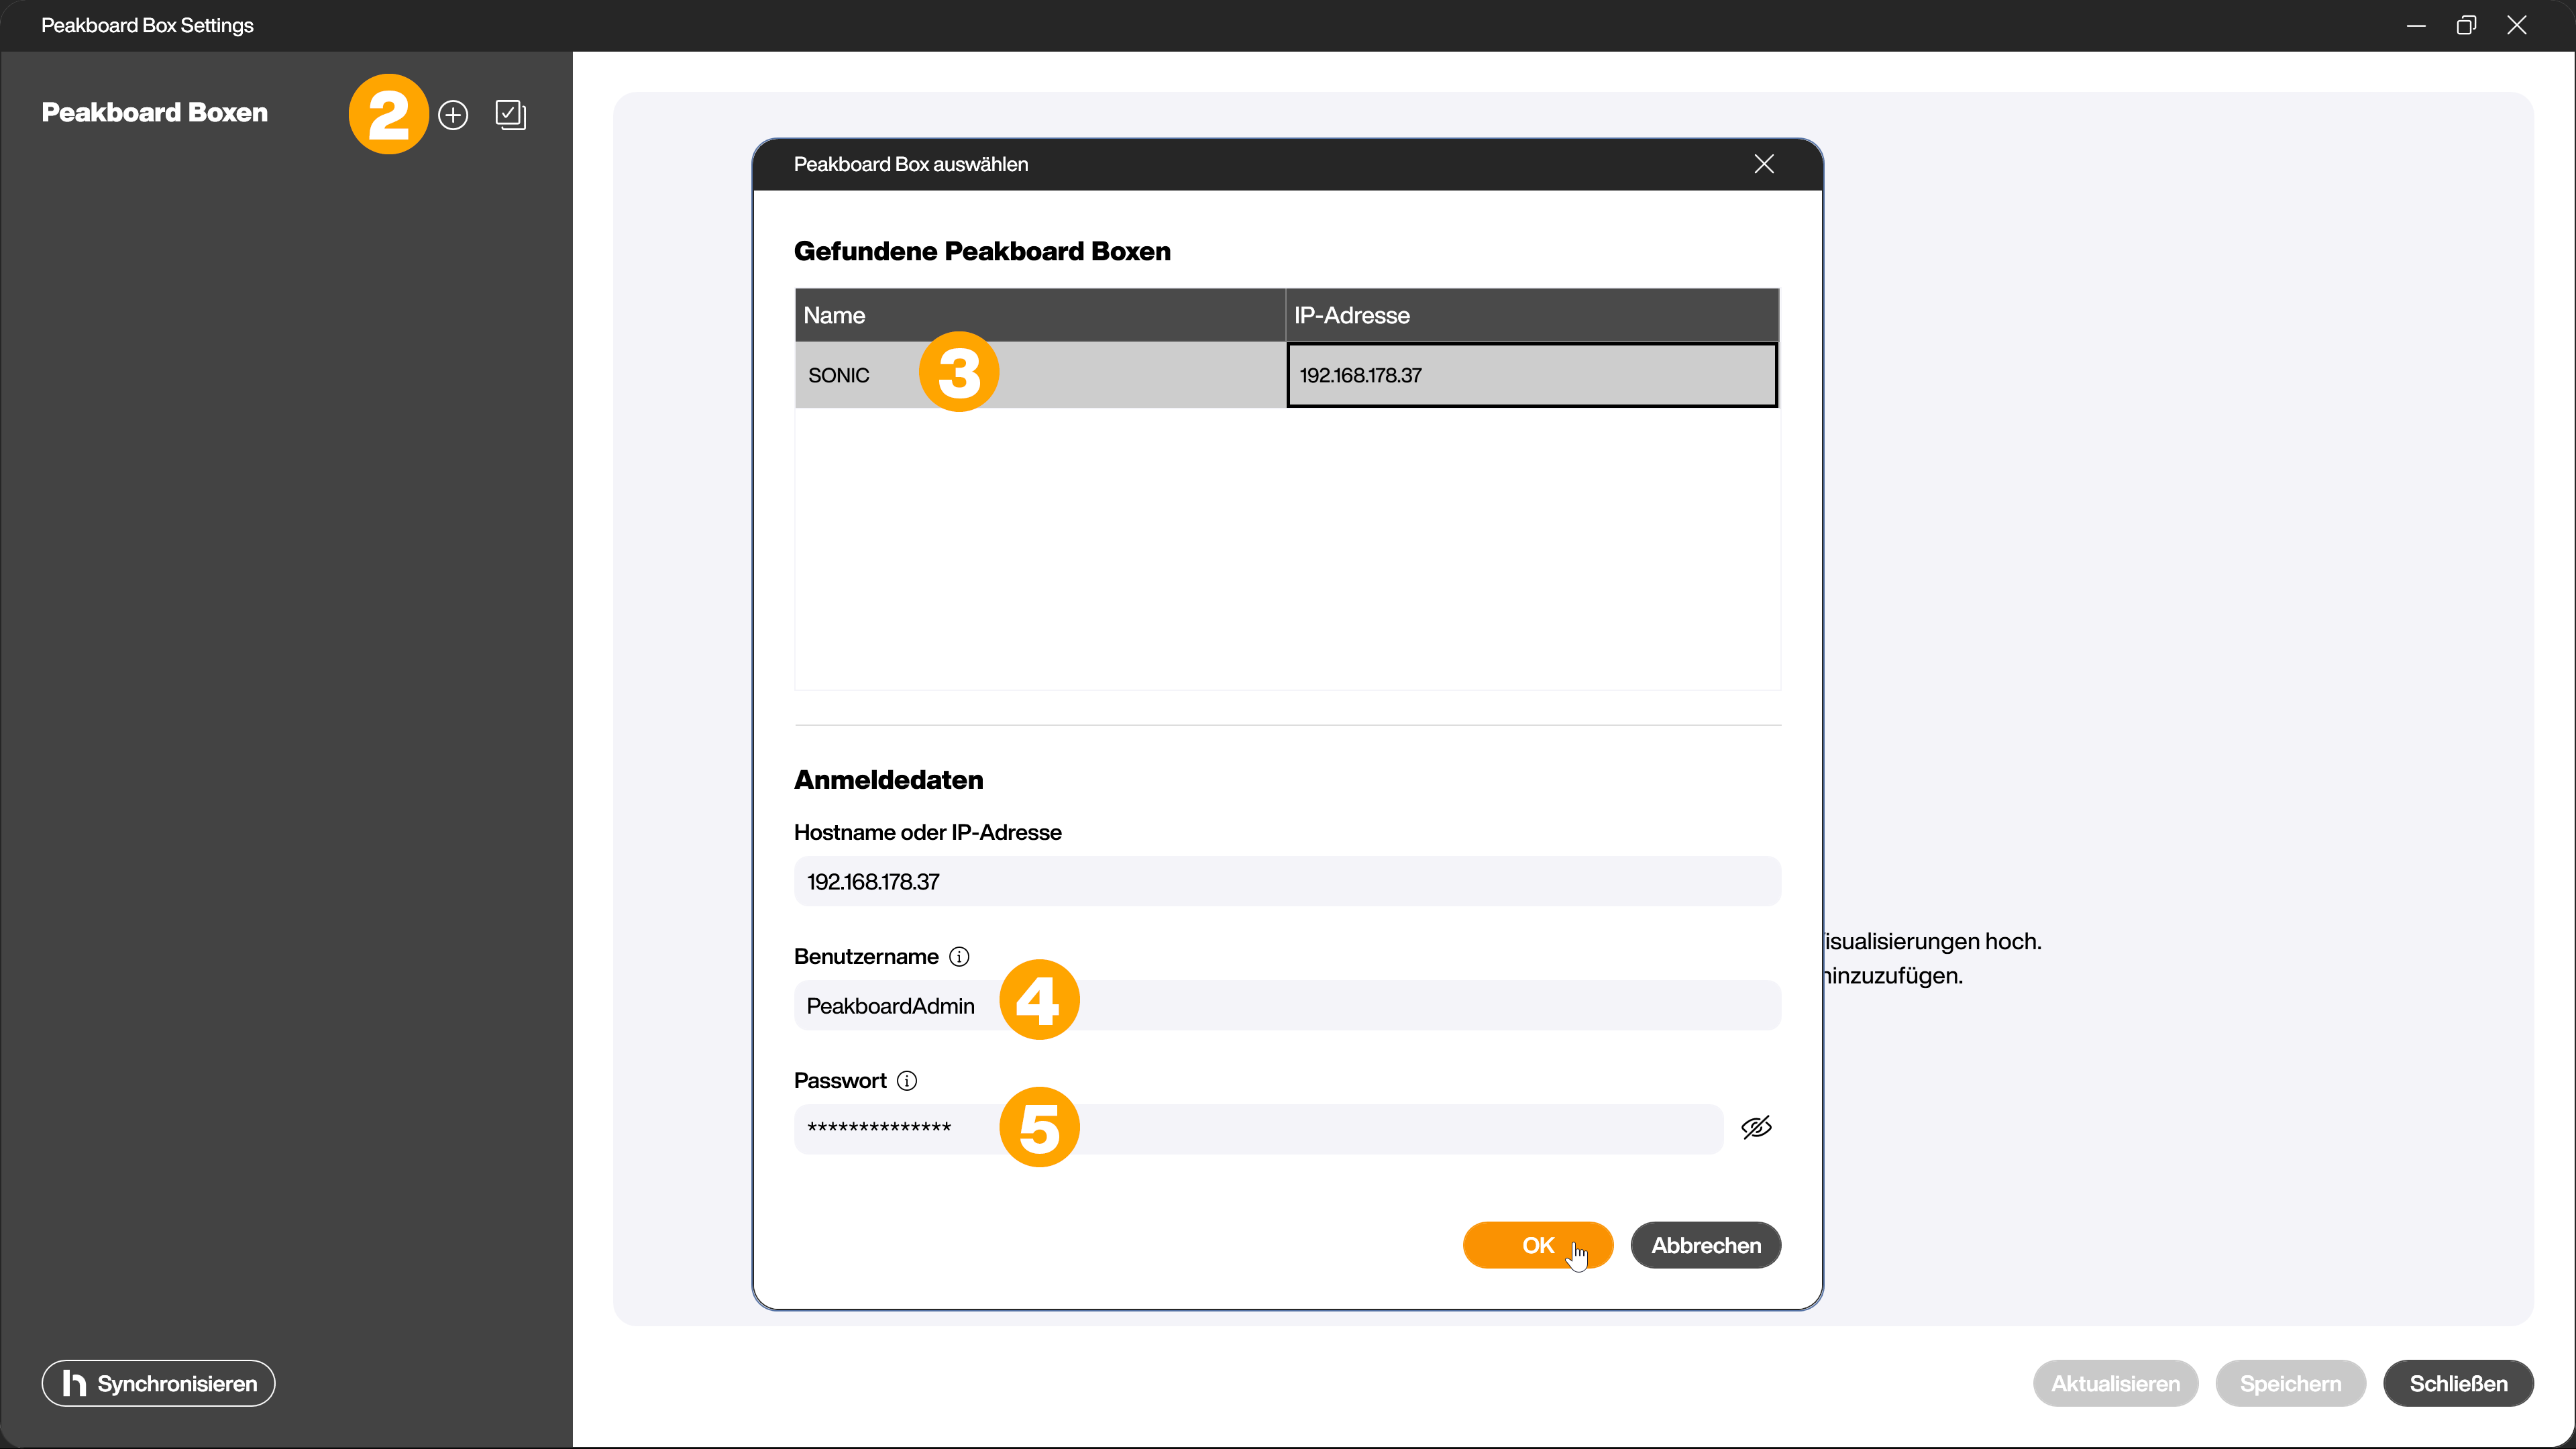 Peakboard Box Settings
Peakboard Boxen
2
Peakboard Box auswählen
Gefundene Peakboard Boxen
Name IP-Adresse
SONIC 3 192.168.178.37
Anmeldedaten
Hostname oder IP-Adresse
192.168.178.37
isualisierungen hoch.
hinzuzufügen.
Benutzername
PeakboardAdmin 4
Passwort
************** 5
OK Abbrechen
Synchronisieren
Aktualisieren Speichern Schließen